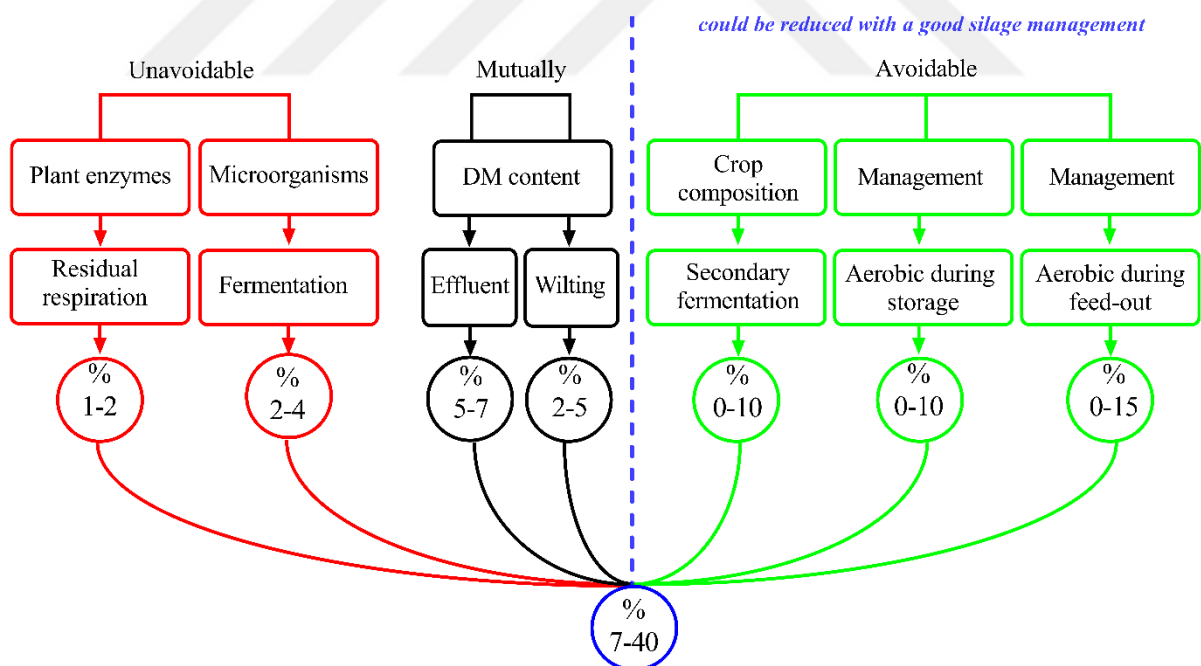 could be reduced with a good silage management
Unavoidable
Mutually
Avoidable
Plant enzymes
Microorganisms
DM content
Crop
composition
Management
Management
Residual
respiration
Fermentation
Effluent
Wilting
Secondary
fermentation
Aerobic during
storage
Aerobic during
feed-out
%
1-2
%
2-4
%
5-7
%
2-5
%
0-10
%
0-10
%
0-15
%
7-40